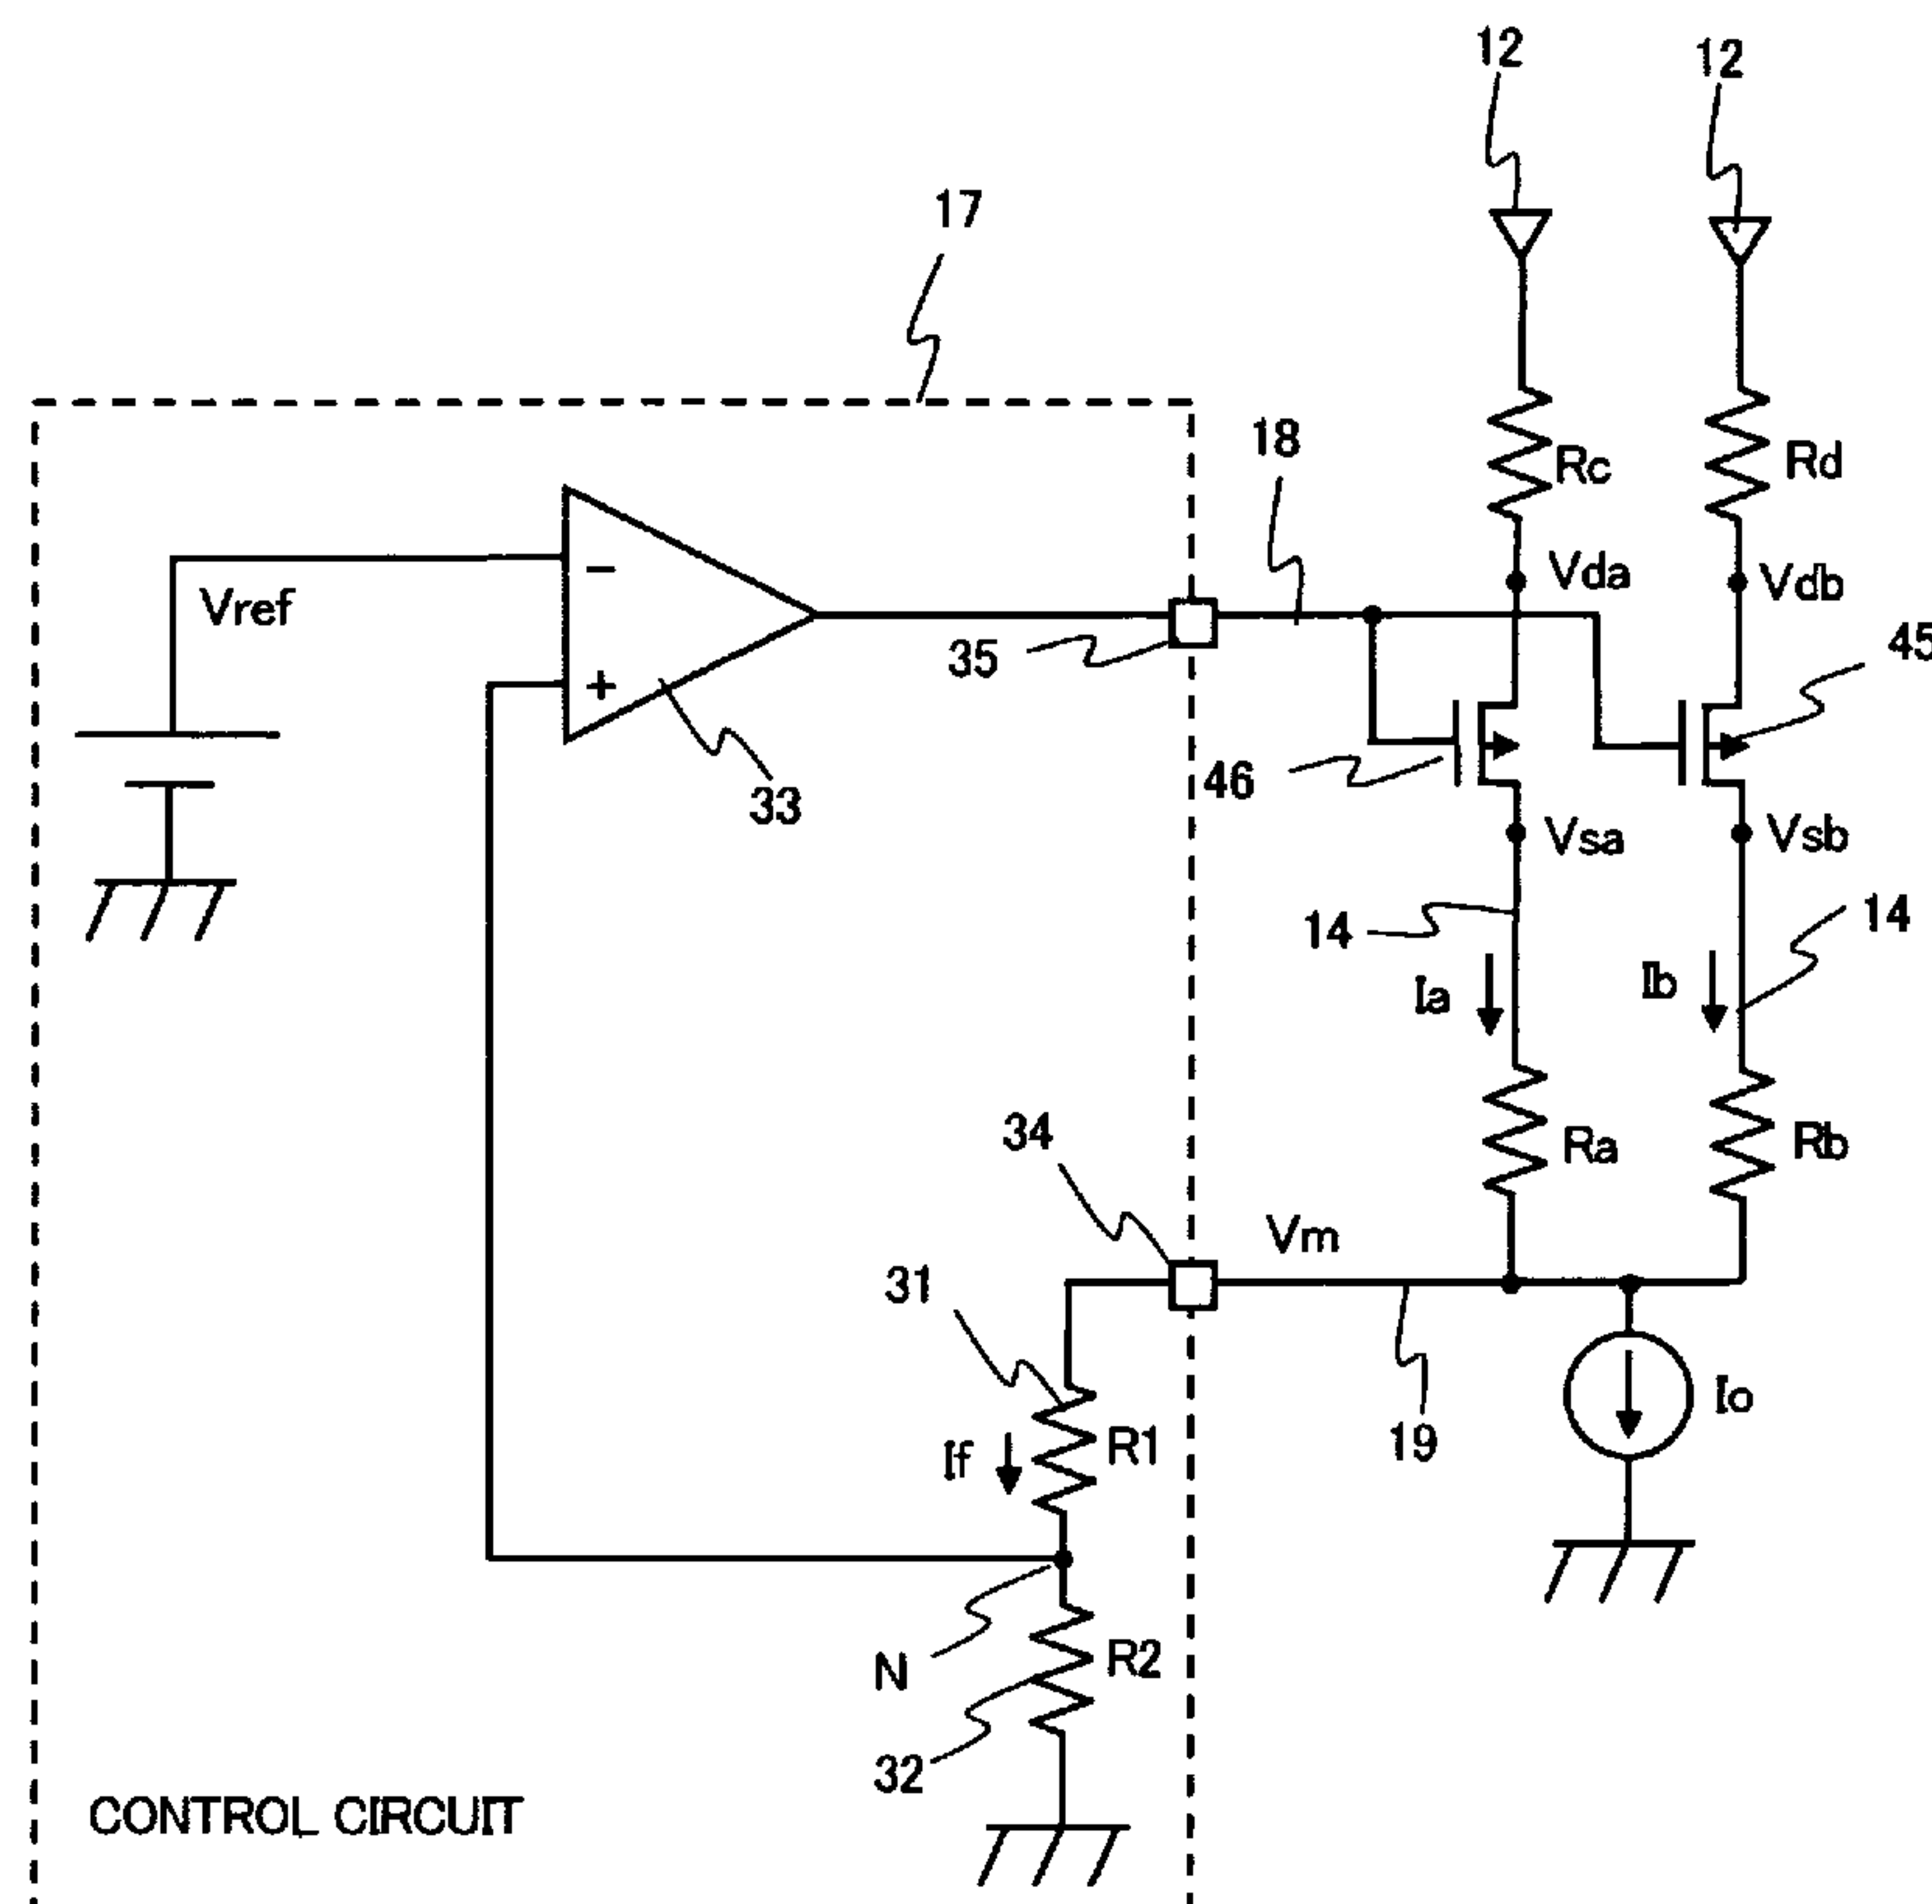 12
12
17
18
Rc
Rd
Vda
Vdb
Vref
−
+
35
45
46
33
Vsa
Vsb
14
14
Ia
Ib
34
Ra
Rb
Vm
31
If
R1
19
Io
N
R2
32
CONTROL CIRCUIT